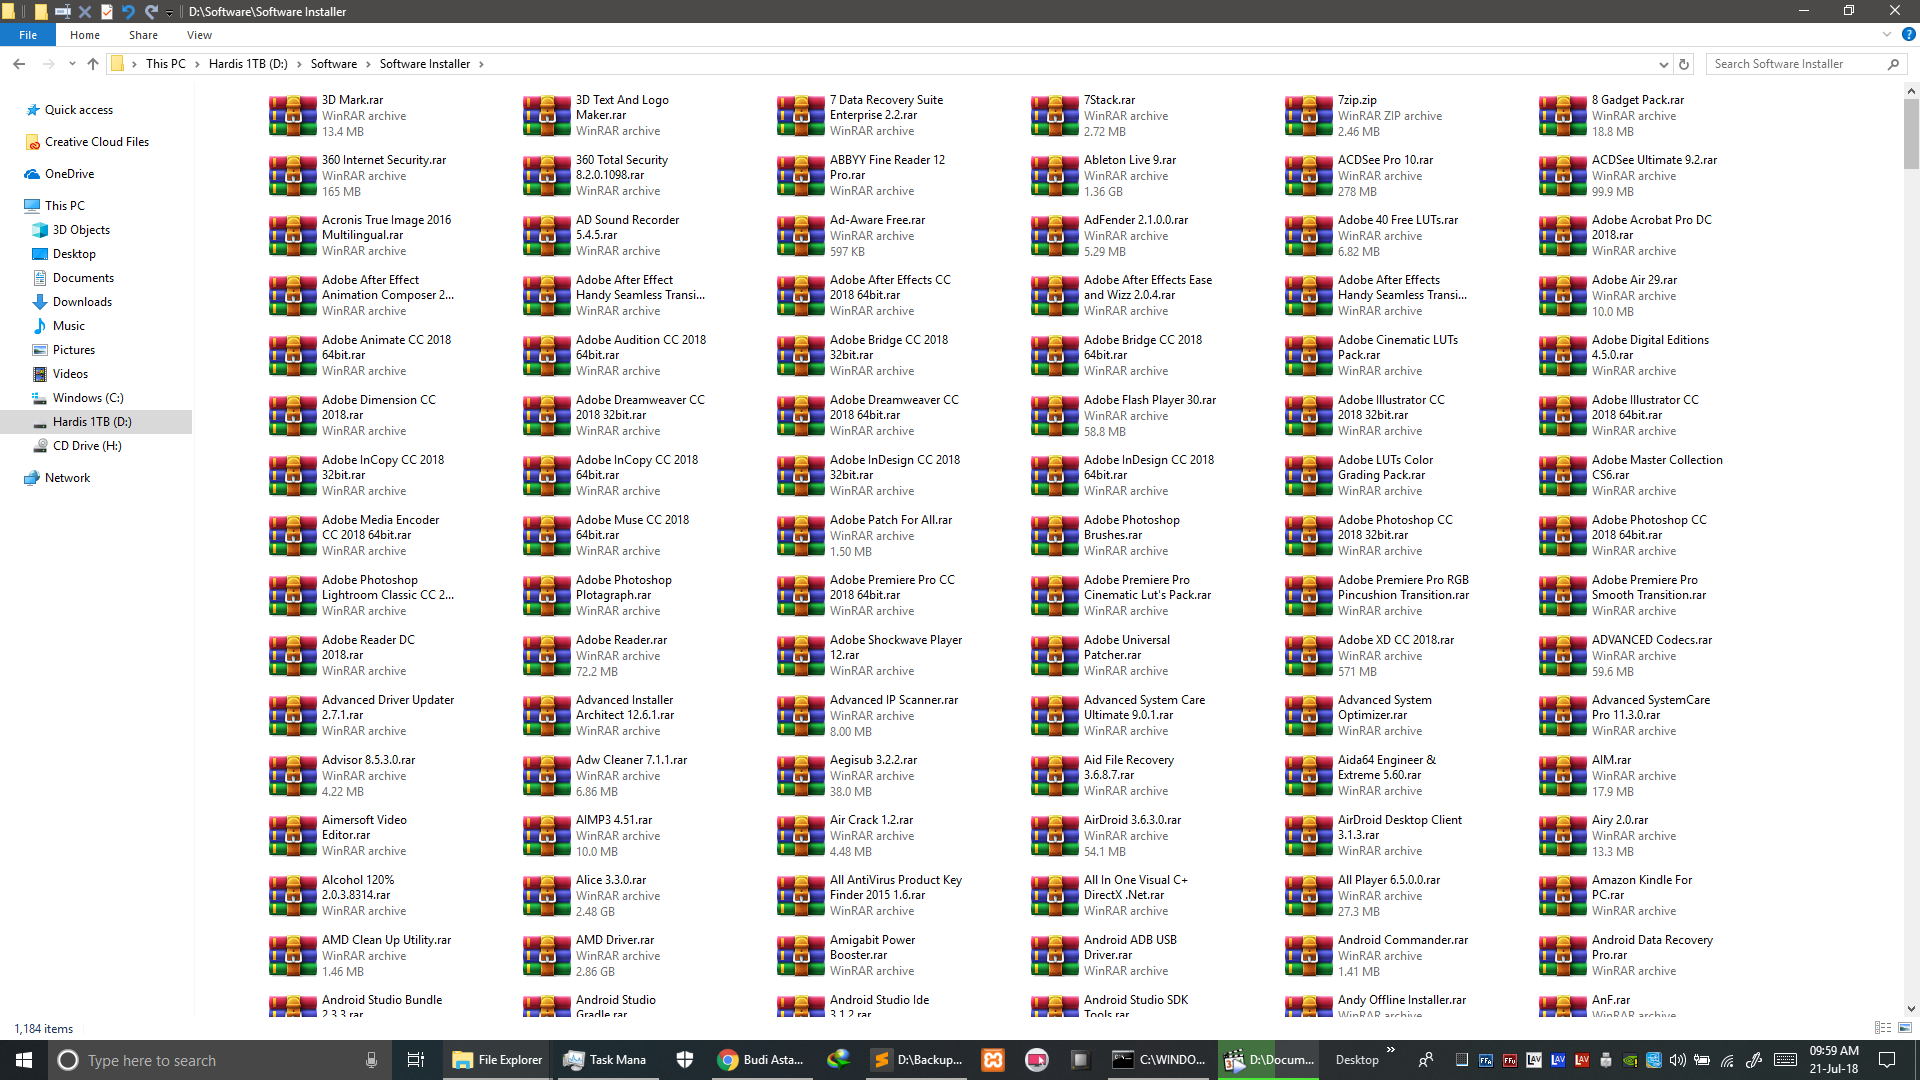 D:\Software\Software Installer
File
Home
Share
View
This PC
Hardis 1TB (D:)
Software
Software Installer
Search Software Installer
Quick access
Creative Cloud Files
OneDrive
This PC
3D Objects
Desktop
Documents
Downloads
Music
Pictures
Videos
Windows (C:)
Hardis 1TB (D:)
CD Drive (H:)
Network
3D Mark.rar
WinRAR archive
13.4 MB
3D Text And Logo
Maker.rar
WinRAR archive
7 Data Recovery Suite
Enterprise 2.2.rar
WinRAR archive
7Stack.rar
WinRAR archive
2.72 MB
7zip.zip
WinRAR ZIP archive
2.46 MB
8 Gadget Pack.rar
WinRAR archive
18.8 MB
360 Internet Security.rar
WinRAR archive
165 MB
360 Total Security
8.2.0.1098.rar
WinRAR archive
ABBYY Fine Reader 12
Pro.rar
WinRAR archive
Ableton Live 9.rar
WinRAR archive
1.36 GB
ACDSee Pro 10.rar
WinRAR archive
278 MB
ACDSee Ultimate 9.2.rar
WinRAR archive
99.9 MB
Acronis True Image 2016
Multilingual.rar
WinRAR archive
AD Sound Recorder
5.4.5.rar
WinRAR archive
Ad-Aware Free.rar
WinRAR archive
597 KB
AdFender 2.1.0.0.rar
WinRAR archive
5.29 MB
Adobe 40 Free LUTs.rar
WinRAR archive
6.82 MB
Adobe Acrobat Pro DC
2018.rar
WinRAR archive
Adobe After Effect
Animation Composer 2...
WinRAR archive
Adobe After Effect
Handy Seamless Transi...
WinRAR archive
Adobe After Effects CC
2018 64bit.rar
WinRAR archive
Adobe After Effects Ease
and Wizz 2.0.4.rar
WinRAR archive
Adobe After Effects
Handy Seamless Transi...
WinRAR archive
Adobe Air 29.rar
WinRAR archive
10.0 MB
Adobe Animate CC 2018
64bit.rar
WinRAR archive
Adobe Audition CC 2018
64bit.rar
WinRAR archive
Adobe Bridge CC 2018
32bit.rar
WinRAR archive
Adobe Bridge CC 2018
64bit.rar
WinRAR archive
Adobe Cinematic LUTs
Pack.rar
WinRAR archive
Adobe Digital Editions
4.5.0.rar
WinRAR archive
Adobe Dimension CC
2018.rar
WinRAR archive
Adobe Dreamweaver CC
2018 32bit.rar
WinRAR archive
Adobe Dreamweaver CC
2018 64bit.rar
WinRAR archive
Adobe Flash Player 30.rar
WinRAR archive
58.8 MB
Adobe Illustrator CC
2018 32bit.rar
WinRAR archive
Adobe Illustrator CC
2018 64bit.rar
WinRAR archive
Adobe InCopy CC 2018
32bit.rar
WinRAR archive
Adobe InCopy CC 2018
64bit.rar
WinRAR archive
Adobe InDesign CC 2018
32bit.rar
WinRAR archive
Adobe InDesign CC 2018
64bit.rar
WinRAR archive
Adobe LUTs Color
Grading Pack.rar
WinRAR archive
Adobe Master Collection
CS6.rar
WinRAR archive
Adobe Media Encoder
CC 2018 64bit.rar
WinRAR archive
Adobe Muse CC 2018
64bit.rar
WinRAR archive
Adobe Patch For All.rar
WinRAR archive
1.50 MB
Adobe Photoshop
Brushes.rar
WinRAR archive
Adobe Photoshop CC
2018 32bit.rar
WinRAR archive
Adobe Photoshop CC
2018 64bit.rar
WinRAR archive
Adobe Photoshop
Lightroom Classic CC 2...
WinRAR archive
Adobe Photoshop
Plotagraph.rar
WinRAR archive
Adobe Premiere Pro CC
2018 64bit.rar
WinRAR archive
Adobe Premiere Pro
Cinematic Lut's Pack.rar
WinRAR archive
Adobe Premiere Pro RGB
Pincushion Transition.rar
WinRAR archive
Adobe Premiere Pro
Smooth Transition.rar
WinRAR archive
Adobe Reader DC
2018.rar
WinRAR archive
Adobe Reader.rar
WinRAR archive
72.2 MB
Adobe Shockwave Player
12.rar
WinRAR archive
Adobe Universal
Patcher.rar
WinRAR archive
Adobe XD CC 2018.rar
WinRAR archive
571 MB
ADVANCED Codecs.rar
WinRAR archive
59.6 MB
Advanced Driver Updater
2.7.1.rar
WinRAR archive
Advanced Installer
Architect 12.6.1.rar
WinRAR archive
Advanced IP Scanner.rar
WinRAR archive
8.00 MB
Advanced System Care
Ultimate 9.0.1.rar
WinRAR archive
Advanced System
Optimizer.rar
WinRAR archive
Advanced SystemCare
Pro 11.3.0.rar
WinRAR archive
Advisor 8.5.3.0.rar
WinRAR archive
4.22 MB
Adw Cleaner 7.1.1.rar
WinRAR archive
6.86 MB
Aegisub 3.2.2.rar
WinRAR archive
38.0 MB
Aid File Recovery
3.6.8.7.rar
WinRAR archive
Aida64 Engineer &
Extreme 5.60.rar
WinRAR archive
AIM.rar
WinRAR archive
17.9 MB
Aimersoft Video
Editor.rar
WinRAR archive
AIMP3 4.51.rar
WinRAR archive
10.0 MB
Air Crack 1.2.rar
WinRAR archive
4.48 MB
AirDroid 3.6.3.0.rar
WinRAR archive
54.1 MB
AirDroid Desktop Client
3.1.3.rar
WinRAR archive
Airy 2.0.rar
WinRAR archive
13.3 MB
Alcohol 120%
2.0.3.8314.rar
WinRAR archive
Alice 3.3.0.rar
WinRAR archive
2.48 GB
All AntiVirus Product Key
Finder 2015 1.6.rar
WinRAR archive
All In One Visual C+
DirectX .Net.rar
WinRAR archive
All Player 6.5.0.0.rar
WinRAR archive
27.3 MB
Amazon Kindle For
PC.rar
WinRAR archive
AMD Clean Up Utility.rar
WinRAR archive
1.46 MB
AMD Driver.rar
WinRAR archive
2.86 GB
Amigabit Power
Booster.rar
WinRAR archive
Android ADB USB
Driver.rar
WinRAR archive
Android Commander.rar
WinRAR archive
1.41 MB
Android Data Recovery
Pro.rar
WinRAR archive
Android Studio Bundle
2.3.3.rar
Android Studio
Gradle.rar
Android Studio Ide
3.1.2.rar
Android Studio SDK
Tools.rar
Andy Offline Installer.rar
WinRAR archive
AnF.rar
WinRAR archive
1,184 items
Type here to search
File Explorer
Task Mana
Budi Asta...
D:\Backup...
C:\WINDO...
D:\Docum...
Desktop
09:59 AM
21-Jul-18